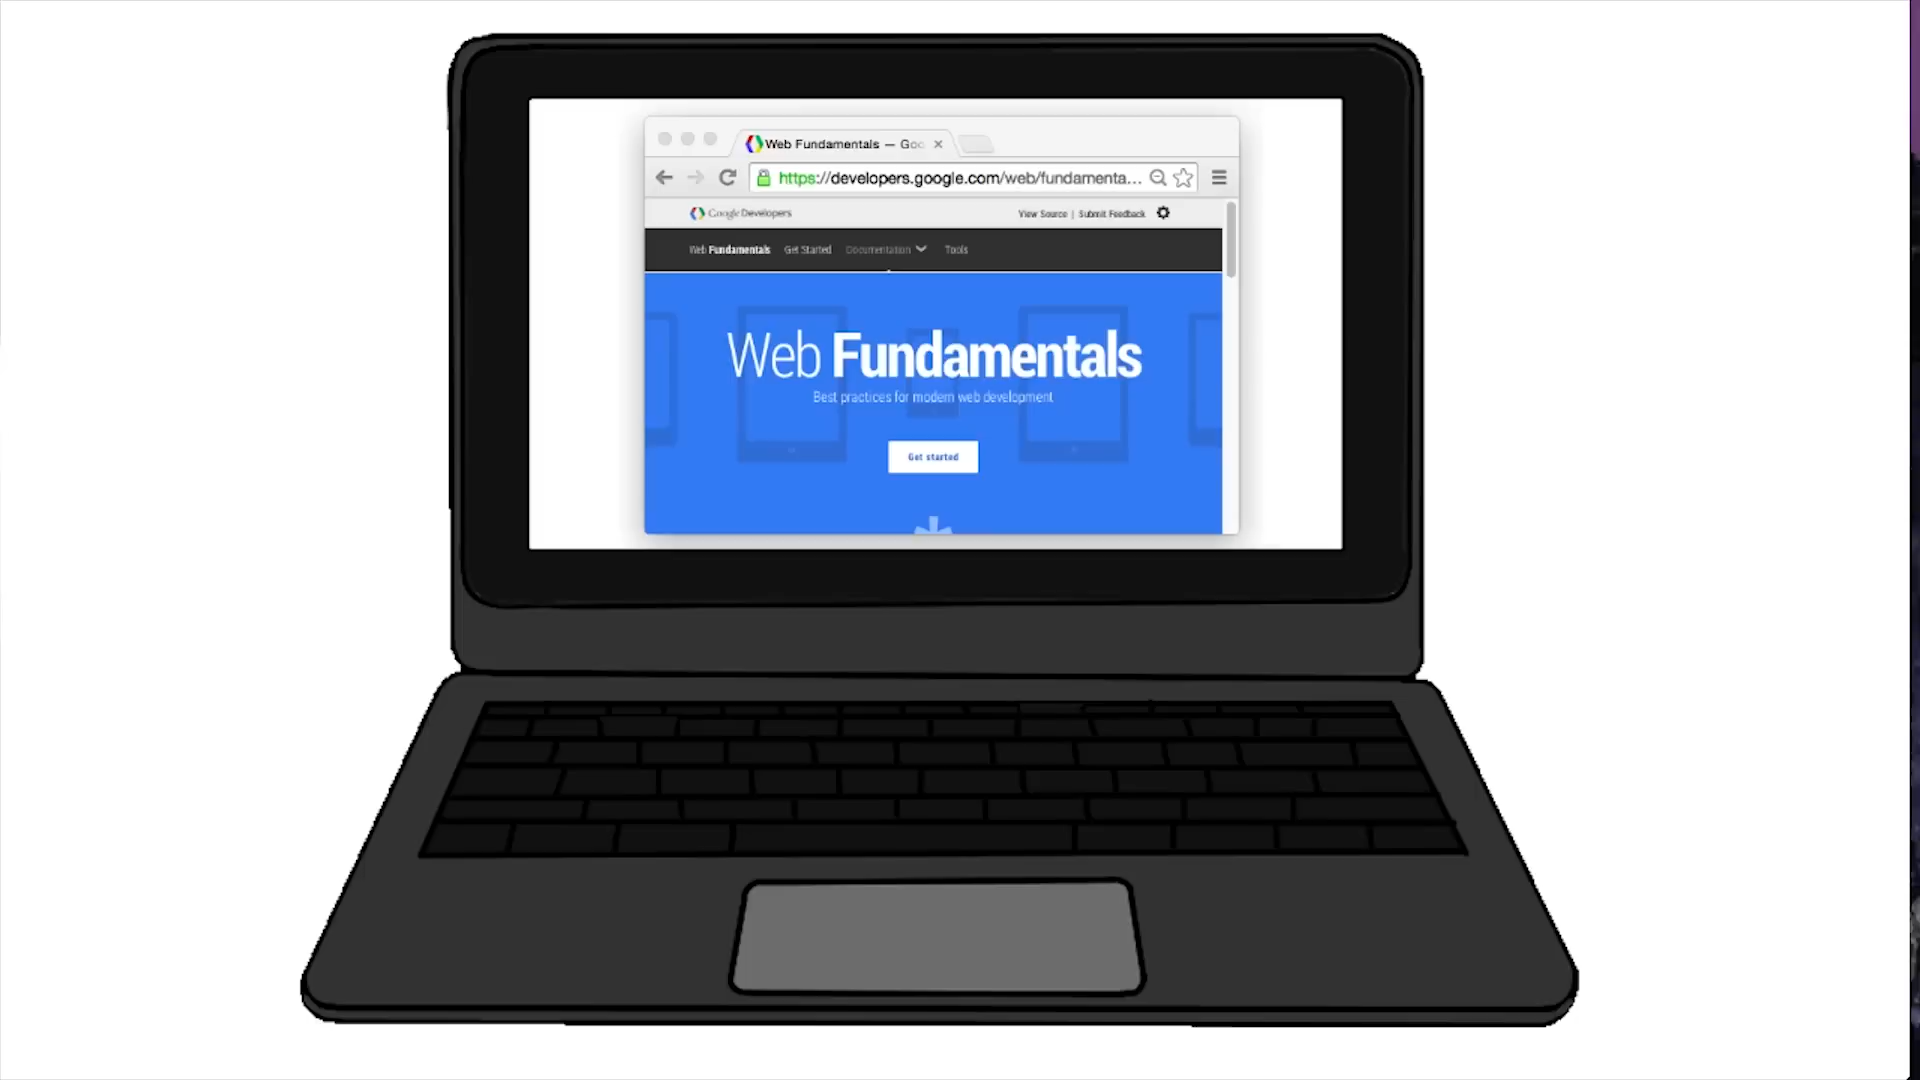 Web Fundamentals — Goo
https://developers.google.com/web/fundamenta...
Google Developers
View Source | Submit Feedback
Web Fundamentals Get Started Documentation Tools
Web Fundamentals
Best practices for modern web development
Get started